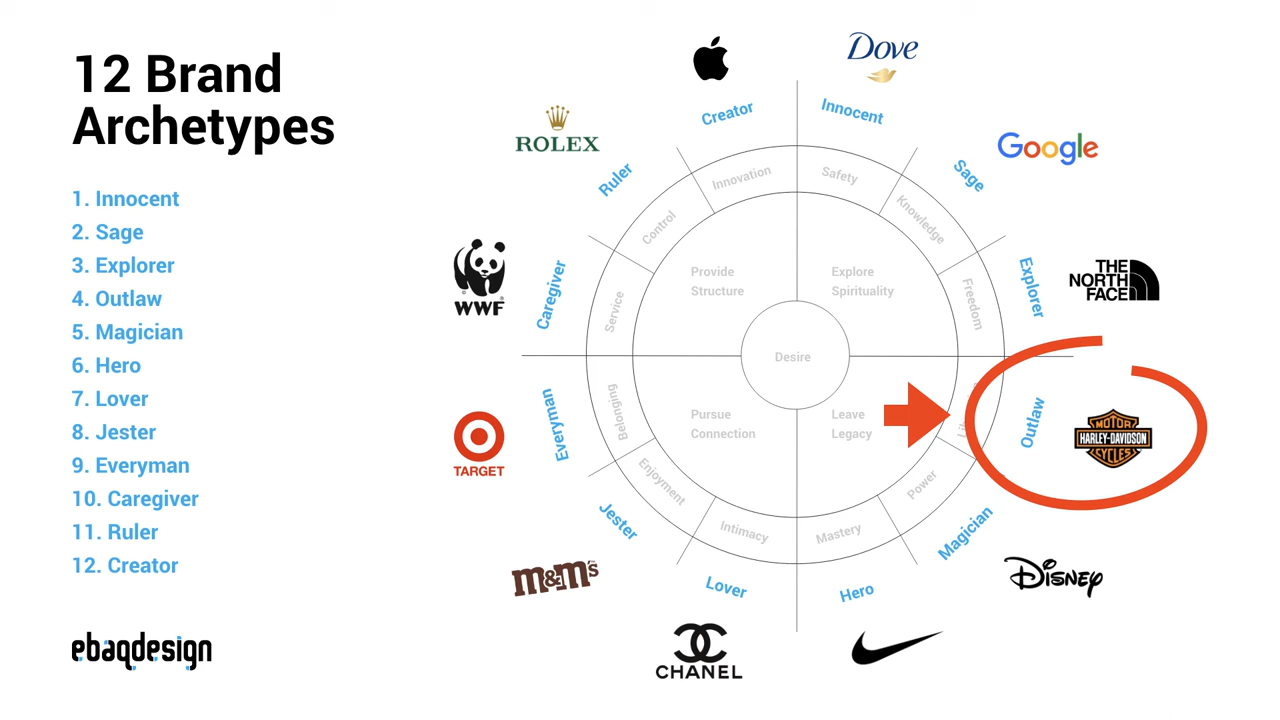 12 Brand
Archetypes
1. Innocent
2. Sage
3. Explorer
4. Outlaw
5. Magician
6. Hero
7. Lover
8. Jester
9. Everyman
10. Caregiver
11. Ruler
12. Creator
ebaqdesign
Dove
Creator
Innocent
ROLEX
Google
Ruler
Sage
Innovation
Safety
Control
Knowledge
WWF
Caregiver
Service
Provide
Structure
Explore
Spirituality
Freedom
Explorer
THE
NORTH
FACE
Desire
TARGET
Everyman
Belonging
Pursue
Connection
Leave
Legacy
Outlaw
MOTOR
HARLEY-DAVIDSON
CYCLES
Enjoyment
Power
Jester
Intimacy
Mastery
Magician
m&m's
Lover
Hero
Disney
CHANEL